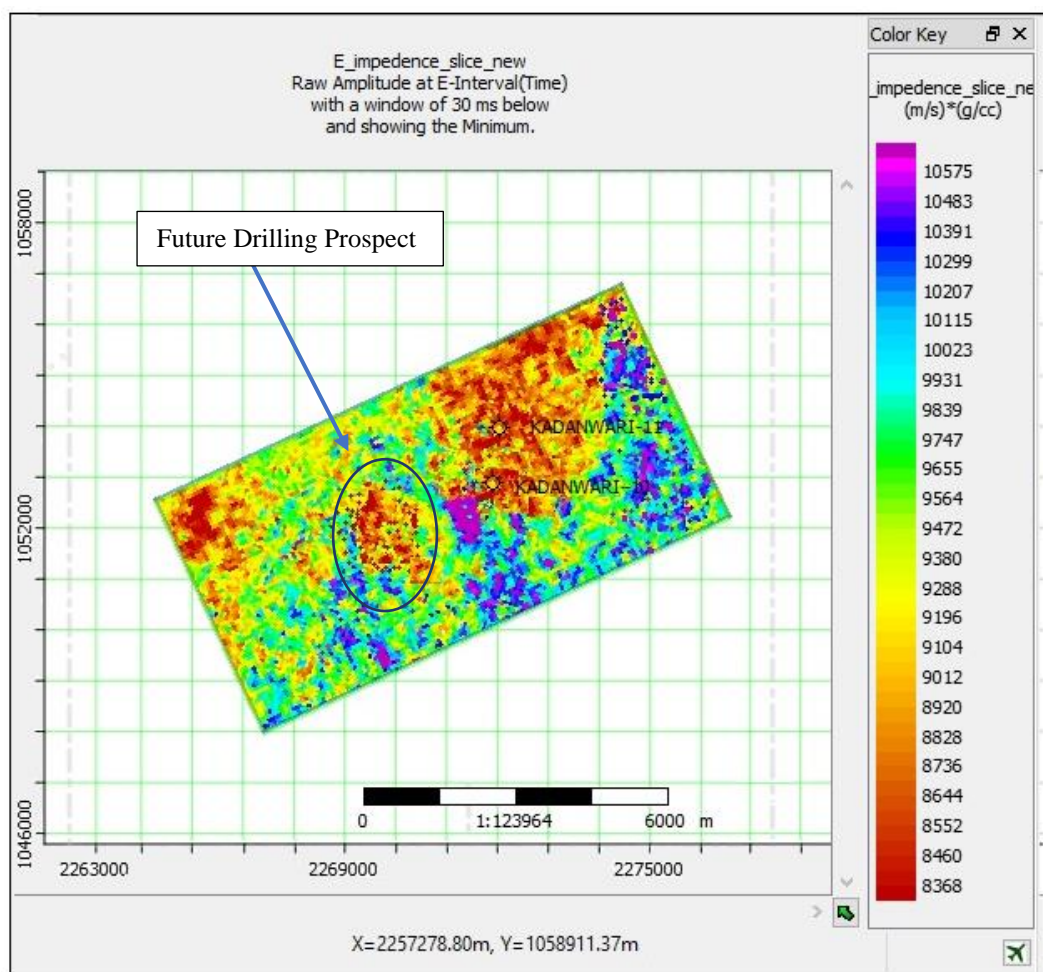 E_impedence_slice_new
Raw Amplitude at E-Interval(Time)
with a window of 30 ms below
and showing the Minimum.
Color Key
_impedence_slice_ne
(m/s)*(g/cc)
10575
10483
10391
10299
10207
10115
10023
9931
9839
9747
9655
9564
9472
9380
9288
9196
9104
9012
8920
8828
8736
8644
8552
8460
8368
1058000
1052000
1046000
Future Drilling Prospect
KADANWARI-11
KADANWARI-10
0
1:123964
6000 m
2263000
2269000
2275000
X=2257278.80m, Y=1058911.37m